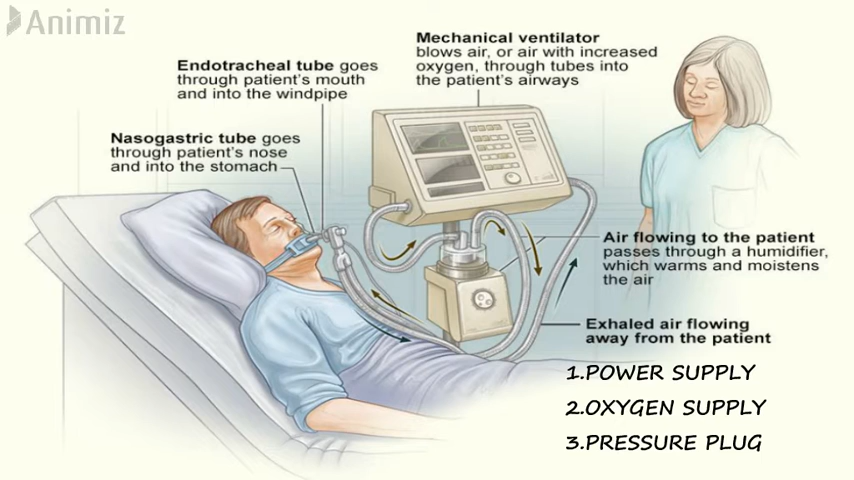 Animiz
Mechanical ventilator
blows air, or air with increased
oxygen, through tubes into
the patient's airways
Endotracheal tube goes
through patient's mouth
and into the windpipe
Nasogastric tube goes
through patient's nose
and into the stomach
Air flowing to the patient
passes through a humidifier,
which warms and moistens
the air
Exhaled air flowing
away from the patient
1.POWER SUPPLY
2.OXYGEN SUPPLY
3.PRESSURE PLUG